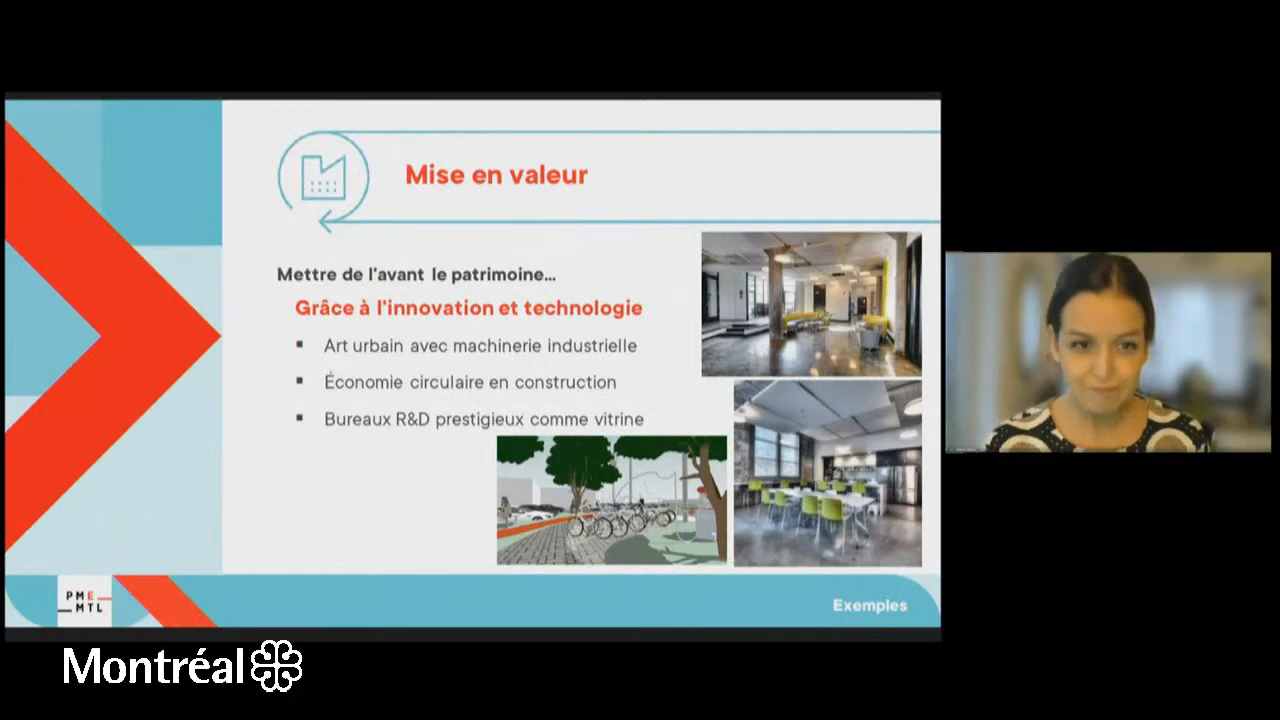 Mise en valeur
Mettre de l'avant le patrimoine...
Grâce à l'innovation et technologie
Art urbain avec machinerie industrielle
Économie circulaire en construction
Bureaux R&D prestigieux comme vitrine
PME
MTL
Exemples
Montréal